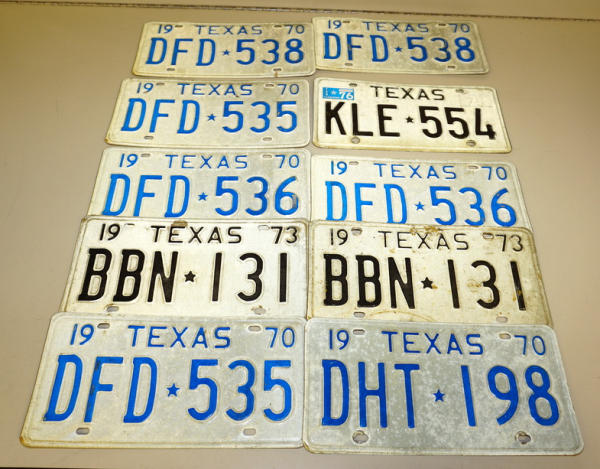 19 TEXAS 70
DFD★538
19 TEXAS 70
DFD★538
19 TEXAS 70
DFD★535
76 TEXAS
KLE★554
19 TEXAS 70
DFD★536
19 TEXAS 70
DFD★536
19 TEXAS 73
BBN★131
19 TEXAS 73
BBN★131
19 TEXAS 70
DFD★535
19 TEXAS 70
DHT★198